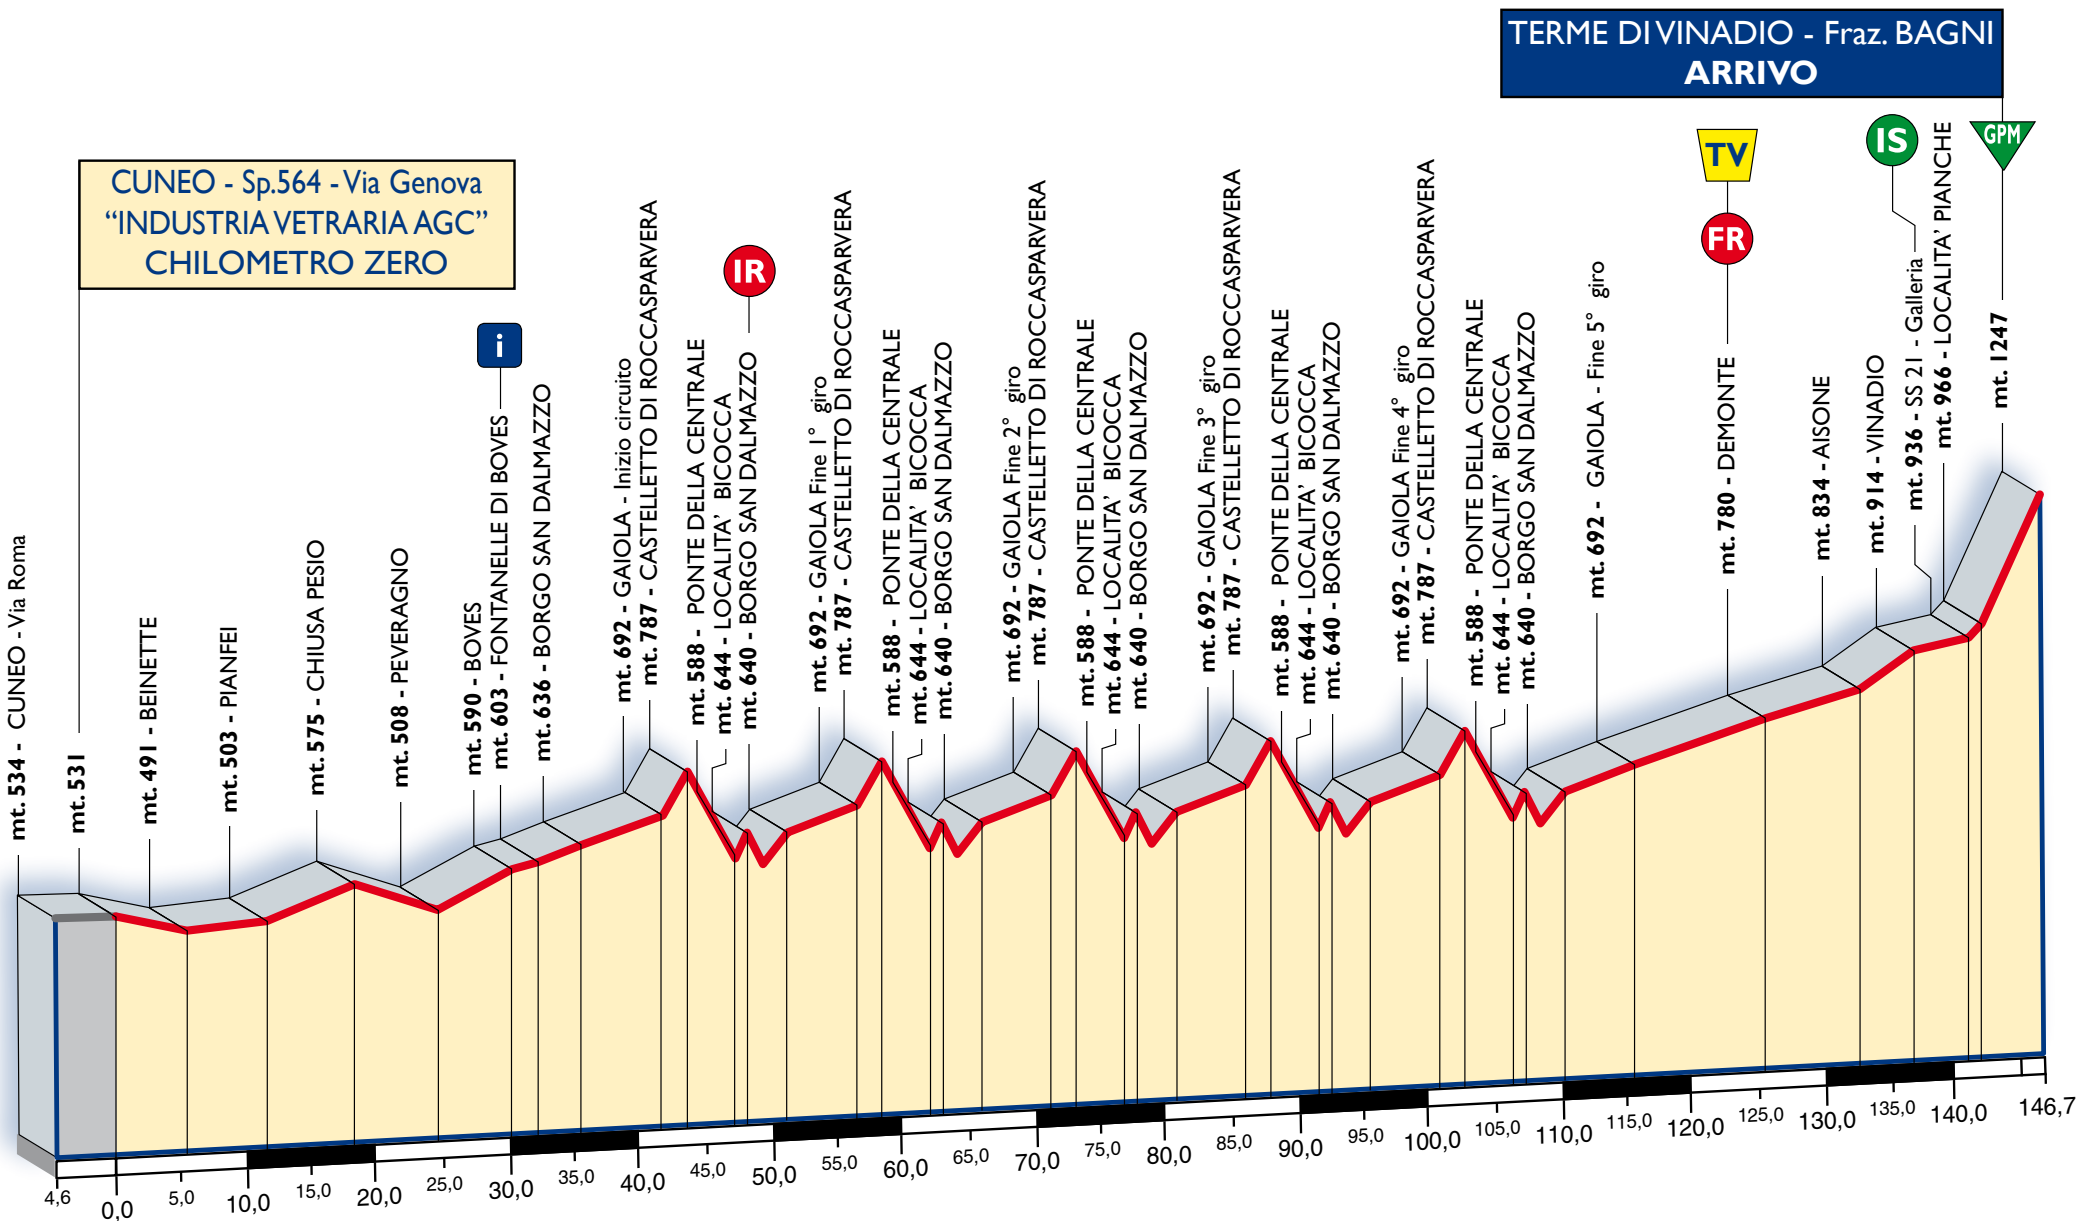 TERME DI VINADIO - Fraz. BAGNI
ARRIVO
CUNEO - Sp.564 - Via Genova
“INDUSTRIA VETRARIA AGC”
CHILOMETRO ZERO
i
IR
TV
FR
IS
GPM
mt. 534 - CUNEO - Via Roma
mt. 531
mt. 491 - BEINETTE
mt. 503 - PIANFEI
mt. 575 - CHIUSA PESIO
mt. 508 - PEVERAGNO
mt. 590 - BOVES
mt. 603 - FONTANELLE DI BOVES
mt. 636 - BORGO SAN DALMAZZO
mt. 692 - GAIOLA - Inizio circuito
mt. 787 - CASTELLETTO DI ROCCASPARVERA
mt. 588 - PONTE DELLA CENTRALE
mt. 644 - LOCALITA’ BICOCCA
mt. 640 - BORGO SAN DALMAZZO
mt. 692 - GAIOLA Fine 1° giro
mt. 787 - CASTELLETTO DI ROCCASPARVERA
mt. 588 - PONTE DELLA CENTRALE
mt. 644 - LOCALITA’ BICOCCA
mt. 640 - BORGO SAN DALMAZZO
mt. 692 - GAIOLA Fine 2° giro
mt. 787 - CASTELLETTO DI ROCCASPARVERA
mt. 588 - PONTE DELLA CENTRALE
mt. 644 - LOCALITA’ BICOCCA
mt. 640 - BORGO SAN DALMAZZO
mt. 692 - GAIOLA Fine 3° giro
mt. 787 - CASTELLETTO DI ROCCASPARVERA
mt. 588 - PONTE DELLA CENTRALE
mt. 644 - LOCALITA’ BICOCCA
mt. 640 - BORGO SAN DALMAZZO
mt. 692 - GAIOLA Fine 4° giro
mt. 787 - CASTELLETTO DI ROCCASPARVERA
mt. 588 - PONTE DELLA CENTRALE
mt. 644 - LOCALITA’ BICOCCA
mt. 640 - BORGO SAN DALMAZZO
mt. 692 - GAIOLA - Fine 5° giro
mt. 780 - DEMONTE
mt. 834 - AISONE
mt. 914 - VINADIO
mt. 936 - SS 21 - Galleria
mt. 966 - LOCALITA’ PIANCHE
mt. 1247
4,6
0,0
5,0
10,0
15,0
20,0
25,0
30,0
35,0
40,0
45,0
50,0
55,0
60,0
65,0
70,0
75,0
80,0
85,0
90,0
95,0
100,0
105,0
110,0
115,0
120,0
125,0
130,0
135,0
140,0
146,7